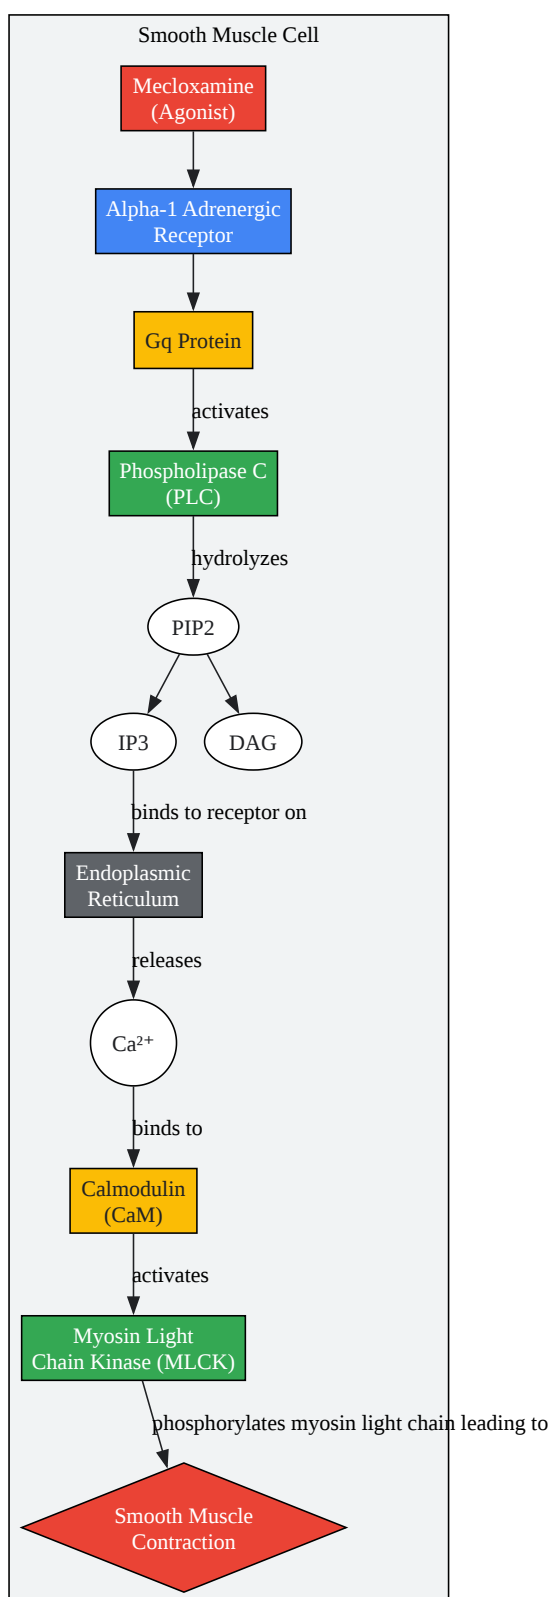 Smooth Muscle Cell
Mecloxamine
(Agonist)
Alpha-1 Adrenergic
Receptor
Gq Protein
activates
Phospholipase C
(PLC)
hydrolyzes
PIP2
IP3
DAG
binds to receptor on
Endoplasmic
Reticulum
releases
Ca²⁺
binds to
Calmodulin
(CaM)
activates
Myosin Light
Chain Kinase (MLCK)
phosphorylates myosin light chain leading to
Smooth Muscle
Contraction